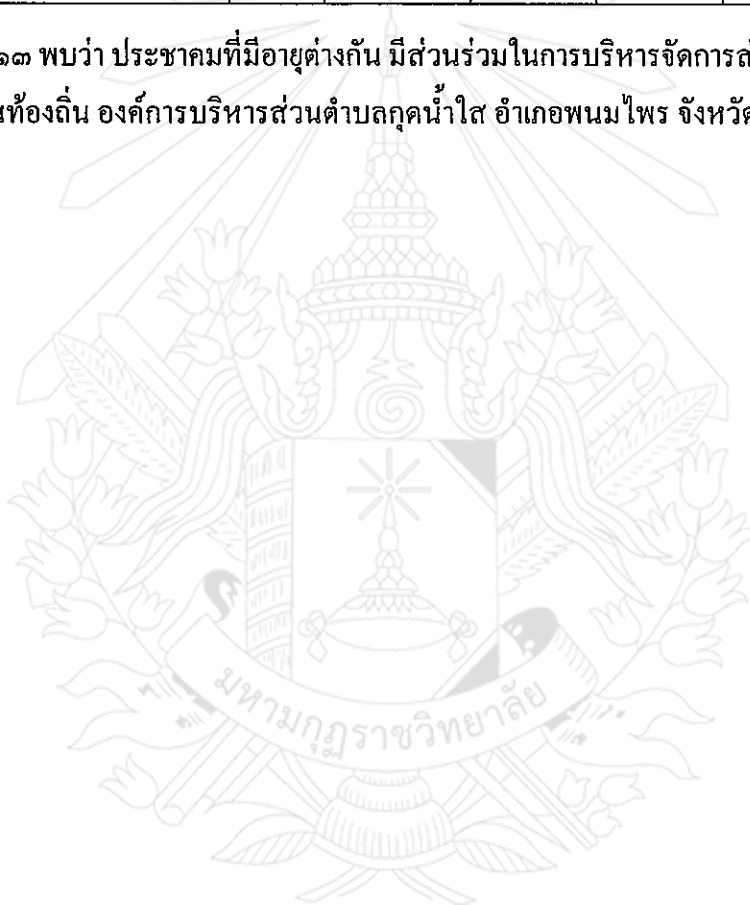 ๑๓ พบว่า ประชาคมที่มีอายุต่างกัน มีส่วนร่วมในการบริหารจัดการ
ท้องถิ่น องค์การบริหารส่วนตำบลกุดน้ำใส อำเภอพนมไพร จังหวัด
มหามกุฏราชวิทยาลัย